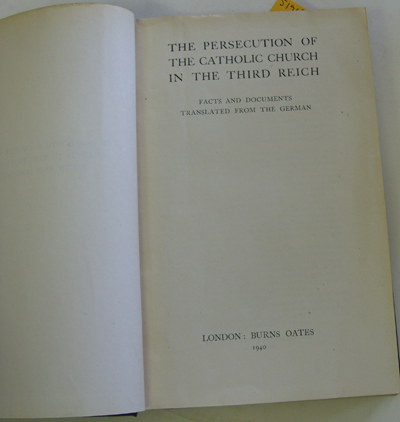 THE PERSECUTION OF
THE CATHOLIC CHURCH
IN THE THIRD REICH
FACTS AND DOCUMENTS
TRANSLATED FROM THE GERMAN
LONDON: BURNS OATES
1940